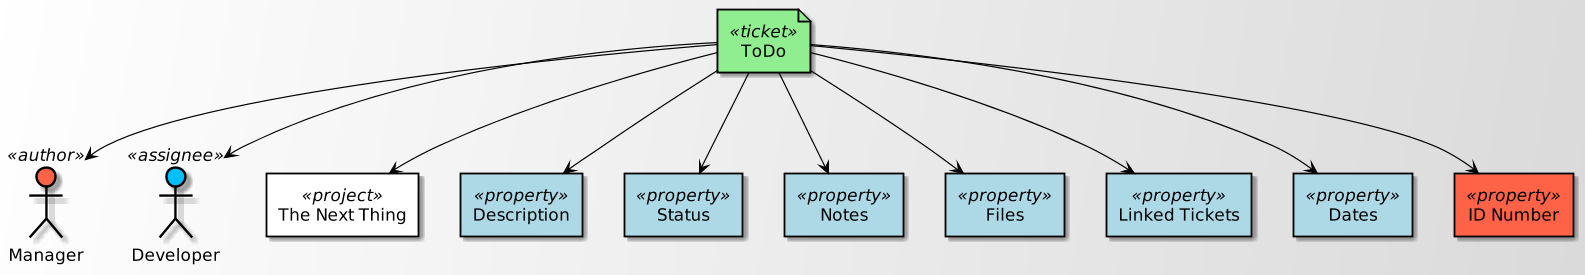 «ticket»
ToDo
«author»
Manager
«assignee»
Developer
«project»
The Next Thing
«property»
Description
«property»
Status
«property»
Notes
«property»
Files
«property»
Linked Tickets
«property»
Dates
«property»
ID Number